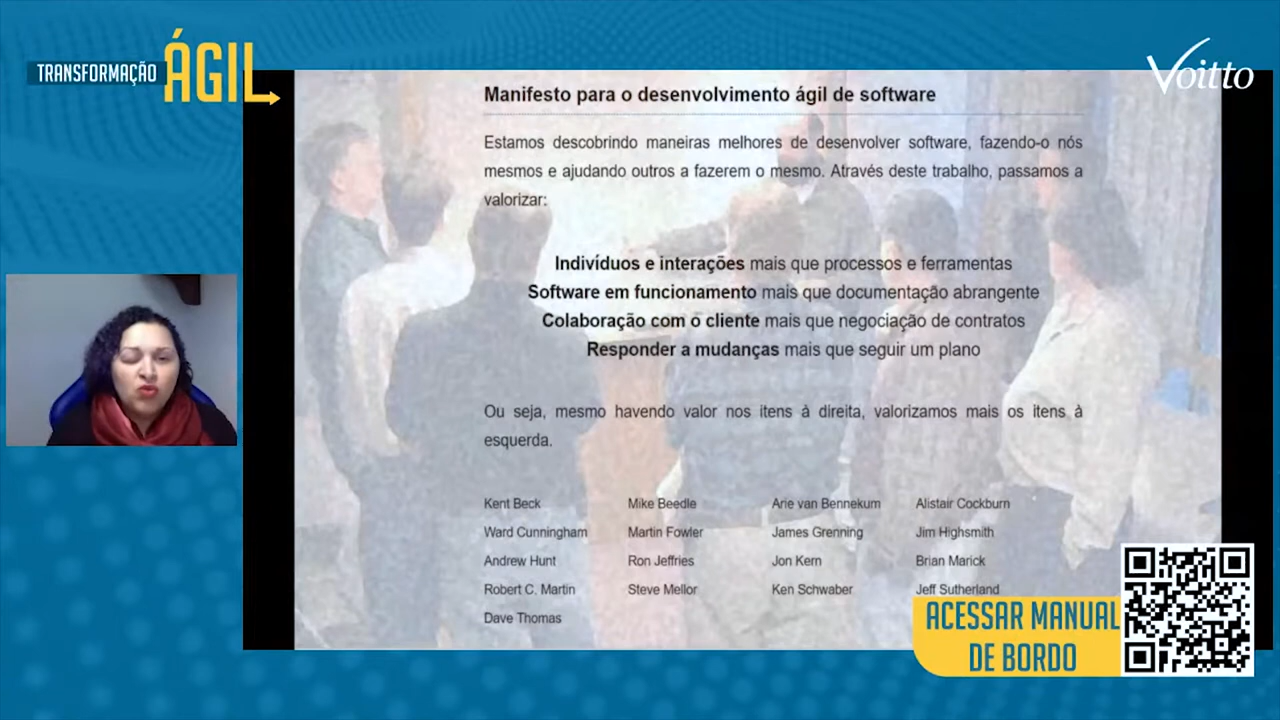 TRANSFORMAÇÃO ÁGIL
Voitto
Manifesto para o desenvolvimento ágil de software
Estamos descobrindo maneiras melhores de desenvolver software, fazendo-o nós
mesmos e ajudando outros a fazerem o mesmo. Através deste trabalho, passamos a
valorizar:
Indivíduos e interações mais que processos e ferramentas
Software em funcionamento mais que documentação abrangente
Colaboração com o cliente mais que negociação de contratos
Responder a mudanças mais que seguir um plano
Ou seja, mesmo havendo valor nos itens à direita, valorizamos mais os itens à
esquerda.
Kent Beck Mike Beedle Arie van Bennekum Alistair Cockburn
Ward Cunningham Martin Fowler James Grenning Jim Highsmith
Andrew Hunt Ron Jeffries Jon Kern Brian Marick
Robert C. Martin Steve Mellor Ken Schwaber Jeff Sutherland
Dave Thomas
ACESSAR MANUAL
DE BORDO